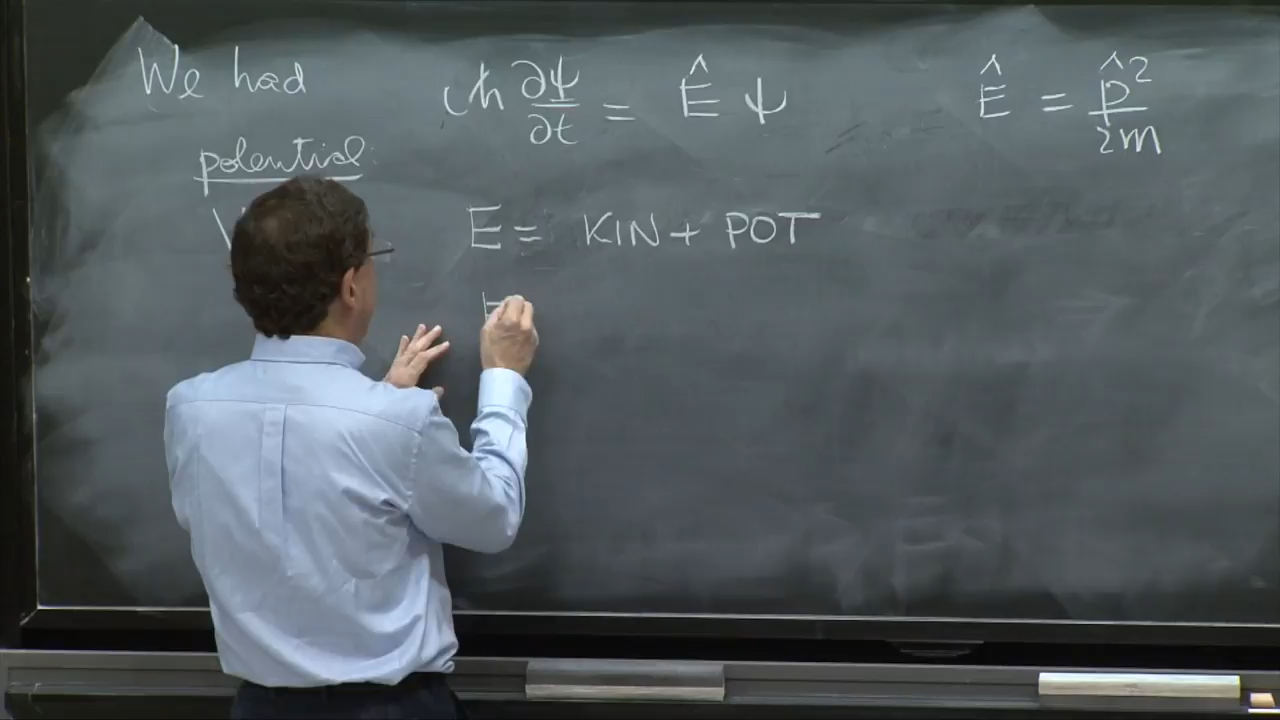 We had iħ ∂ψ/∂t = Ê ψ Ê = p̂²/2m
potential:
V E = KIN + POT
E